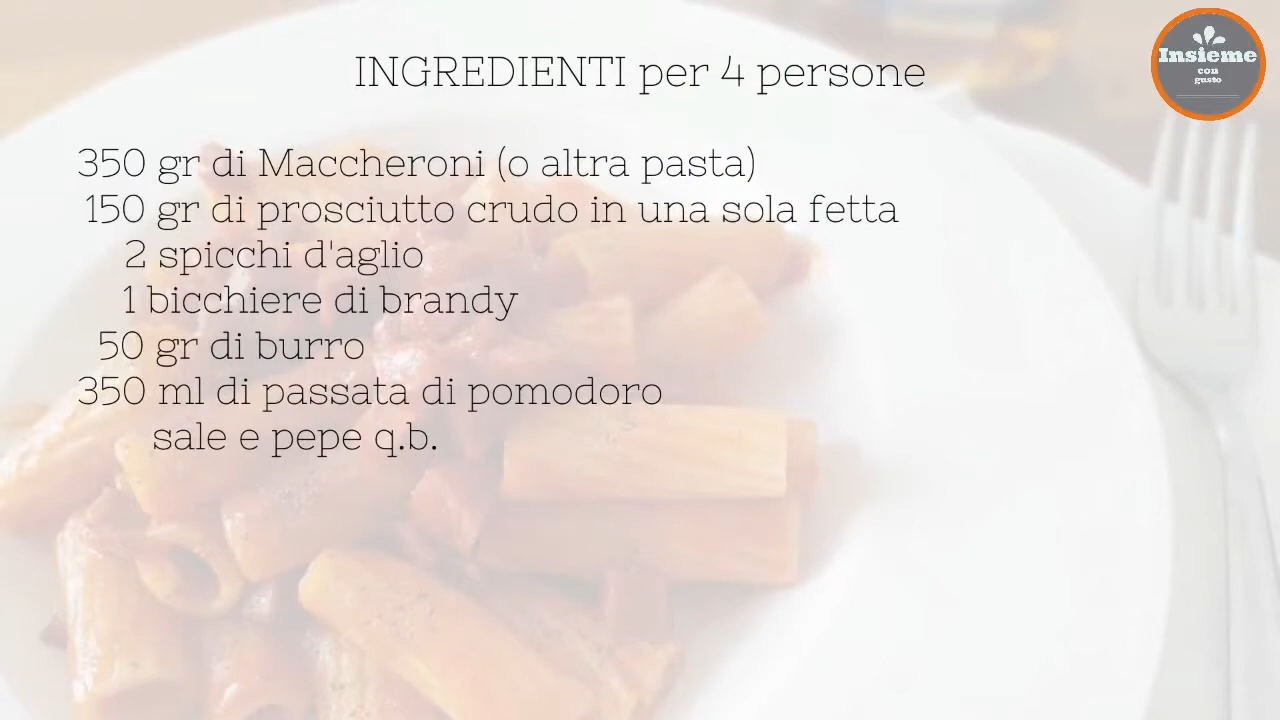 INGREDIENTI per 4 persone
350 gr di Maccheroni (o altra pasta)
150 gr di prosciutto crudo in una sola fetta
2 spicchi d'aglio
1 bicchiere di brandy
50 gr di burro
350 ml di passata di pomodoro
sale e pepe q.b.
Insieme
con
gusto